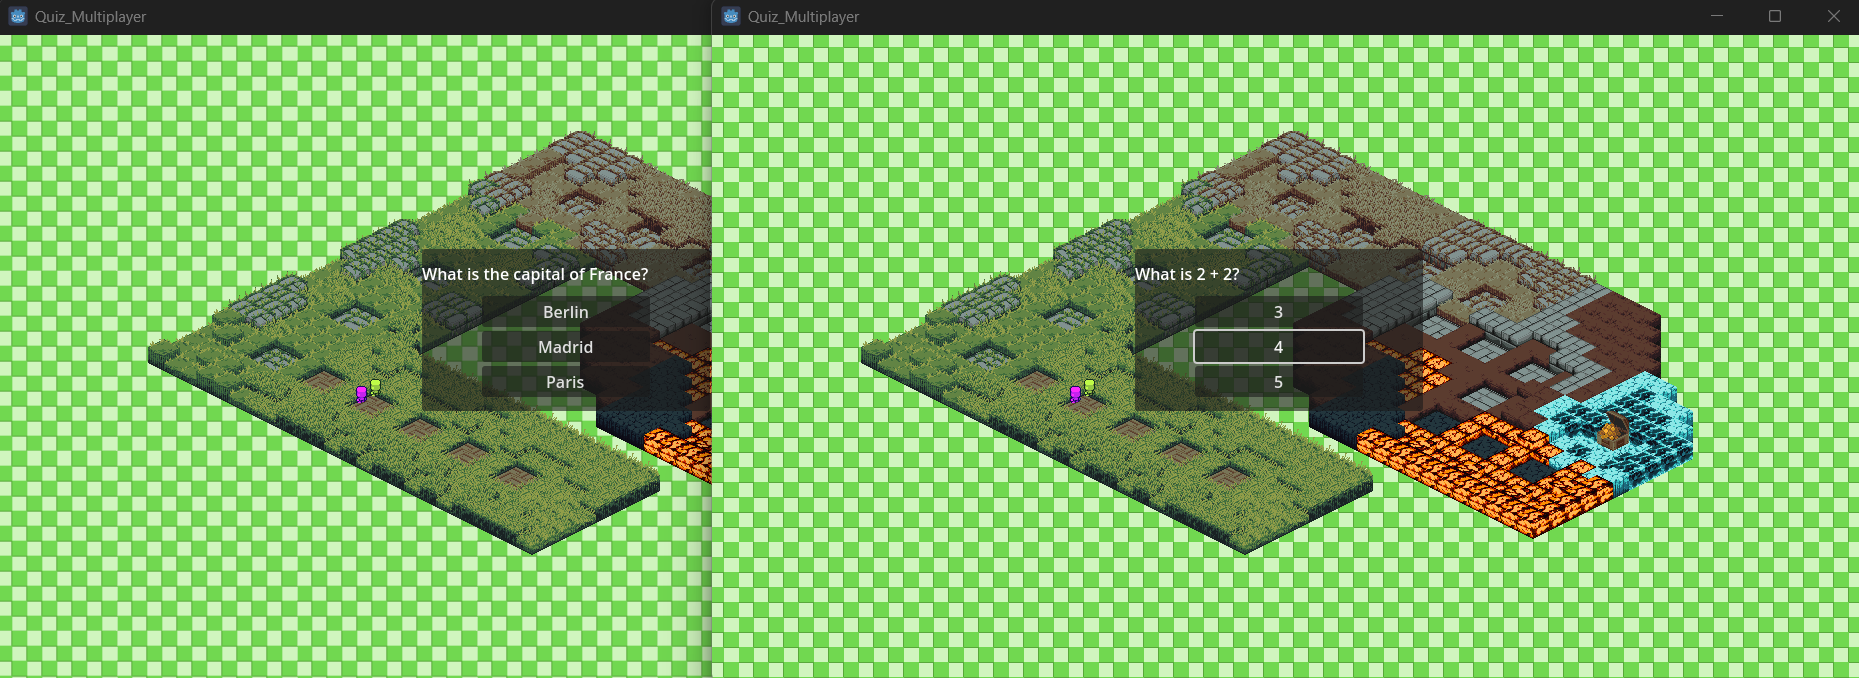 Quiz_Multiplayer
What is the capital of France?
Berlin
Madrid
Paris
Quiz_Multiplayer
What is 2 + 2?
3
4
5